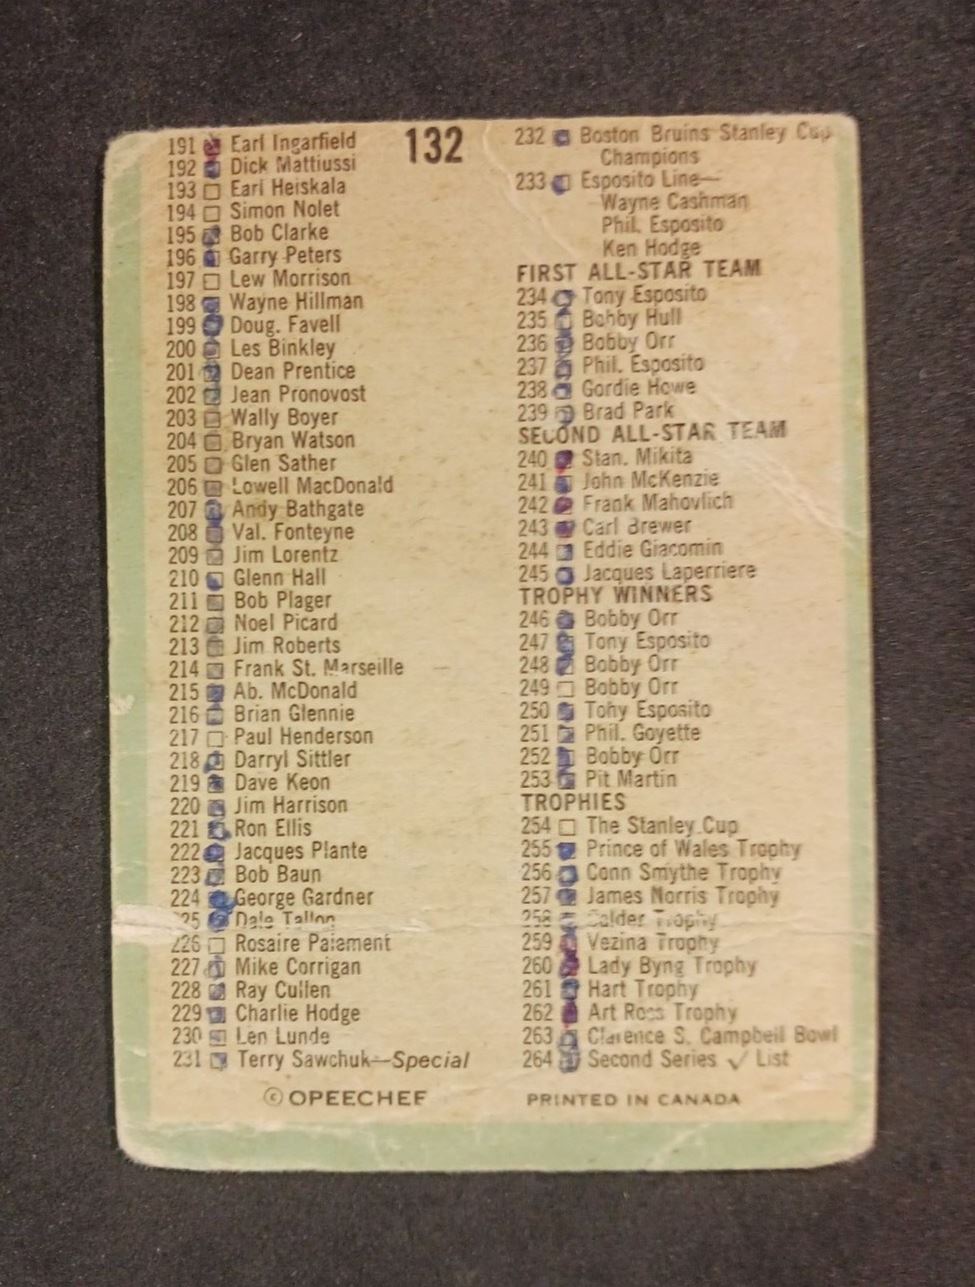 132
191 Earl Ingarfield
192 Dick Mattiussi
193 Earl Heiskala
194 Simon Nolet
195 Bob Clarke
196 Garry Peters
197 Lew Morrison
198 Wayne Hillman
199 Doug. Favell
200 Les Binkley
201 Dean Prentice
202 Jean Pronovost
203 Wally Boyer
204 Bryan Watson
205 Glen Sather
206 Lowell MacDonald
207 Andy Bathgate
208 Val. Fonteyne
209 Jim Lorentz
210 Glenn Hall
211 Bob Plager
212 Noel Picard
213 Jim Roberts
214 Frank St. Marseille
215 Ab. McDonald
216 Brian Glennie
217 Paul Henderson
218 Darryl Sittler
219 Dave Keon
220 Jim Harrison
221 Ron Ellis
222 Jacques Plante
223 Bob Baun
224 George Gardner
225 Dale Tallon
226 Rosaire Paiement
227 Mike Corrigan
228 Ray Cullen
229 Charlie Hodge
230 Len Lunde
231 Terry Sawchuk—Special
© OPEECHEE
232 Boston Bruins Stanley Cup
Champions
233 Esposito Line—
Wayne Cashman
Phil. Esposito
Ken Hodge
FIRST ALL-STAR TEAM
234 Tony Esposito
235 Bobby Hull
236 Bobby Orr
237 Phil. Esposito
238 Gordie Howe
239 Brad Park
SECOND ALL-STAR TEAM
240 Stan. Mikita
241 John McKenzie
242 Frank Mahovlich
243 Carl Brewer
244 Eddie Giacomin
245 Jacques Laperriere
TROPHY WINNERS
246 Bobby Orr
247 Tony Esposito
248 Bobby Orr
249 Bobby Orr
250 Tony Esposito
251 Phil. Goyette
252 Bobby Orr
253 Pit Martin
TROPHIES
254 The Stanley Cup
255 Prince of Wales Trophy
256 Conn Smythe Trophy
257 James Norris Trophy
258 Calder Trophy
259 Vezina Trophy
260 Lady Byng Trophy
261 Hart Trophy
262 Art Ross Trophy
263 Clarence S. Campbell Bowl
264 Second Series ✓ List
PRINTED IN CANADA